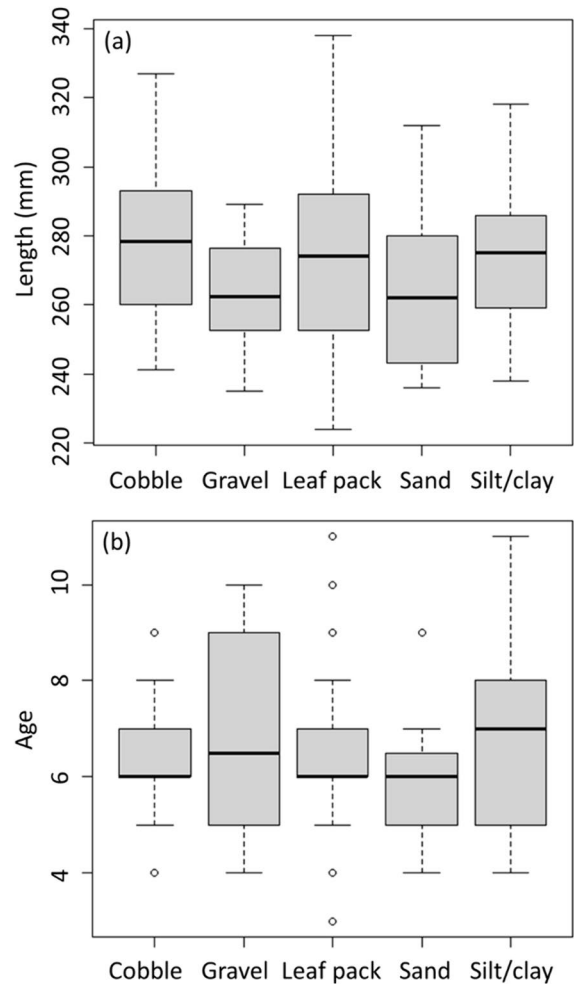 (a)
Length (mm)
340
320
300
280
260
240
220
Cobble Gravel Leaf pack Sand Silt/clay
(b)
Age
10
8
6
4
Cobble Gravel Leaf pack Sand Silt/clay